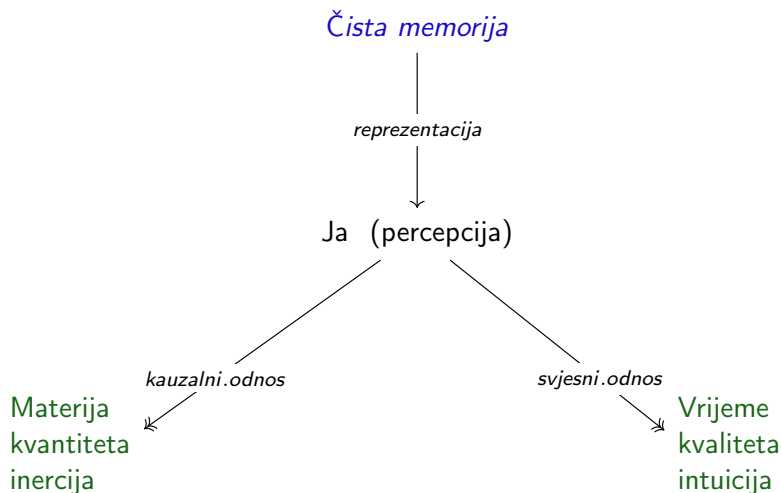 Čista memorija
reprezentacija
Ja (percepcija)
kauzalni.odnos
svjesni.odnos
Materija
kvantiteta
inercija
Vrijeme
kvaliteta
intuicija